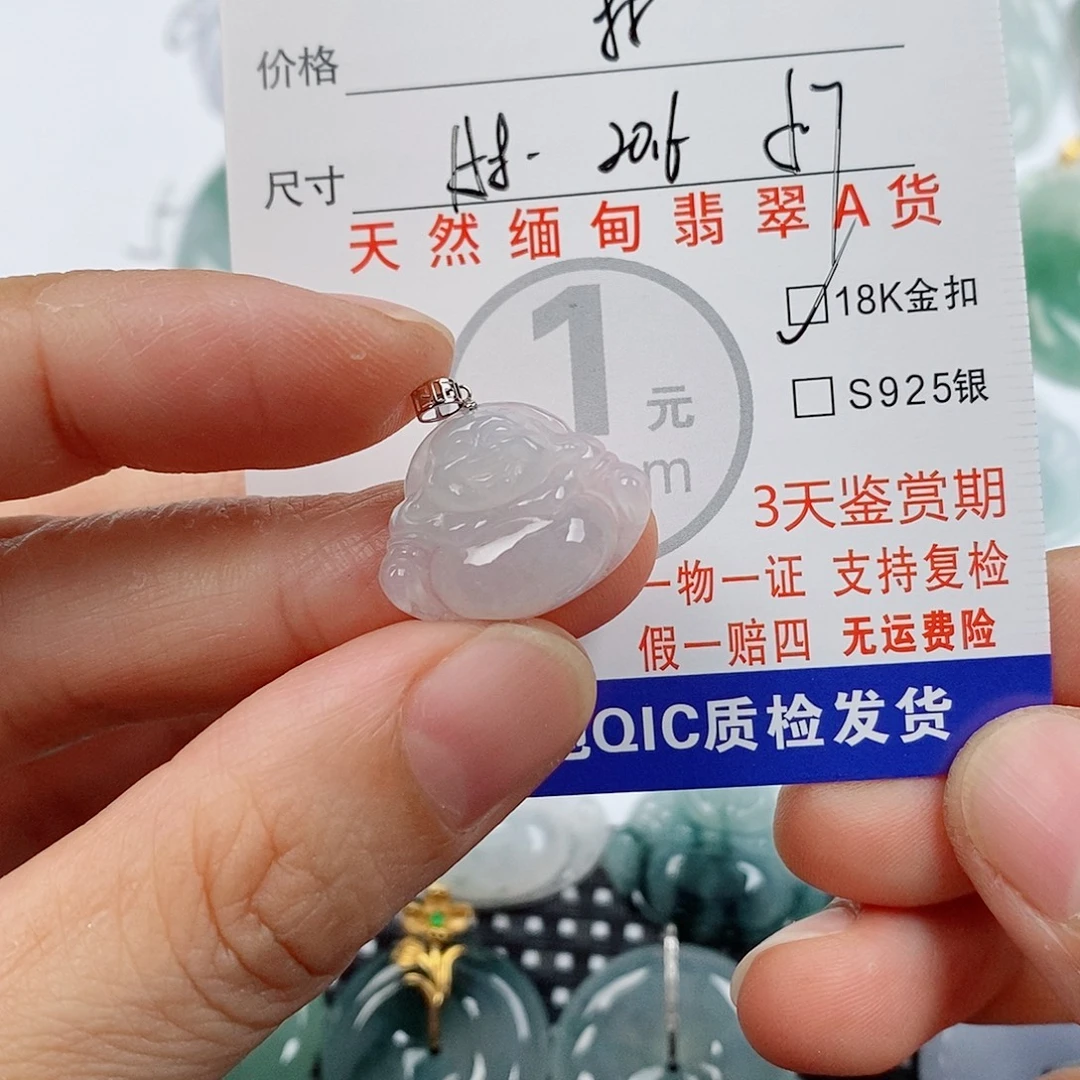 价格
尺寸
天然缅甸翡翠A货
1元
m
18K金扣
S925银
3天鉴赏期
一物一证 支持复检
假一赔四 无运费险
QIC质检发货